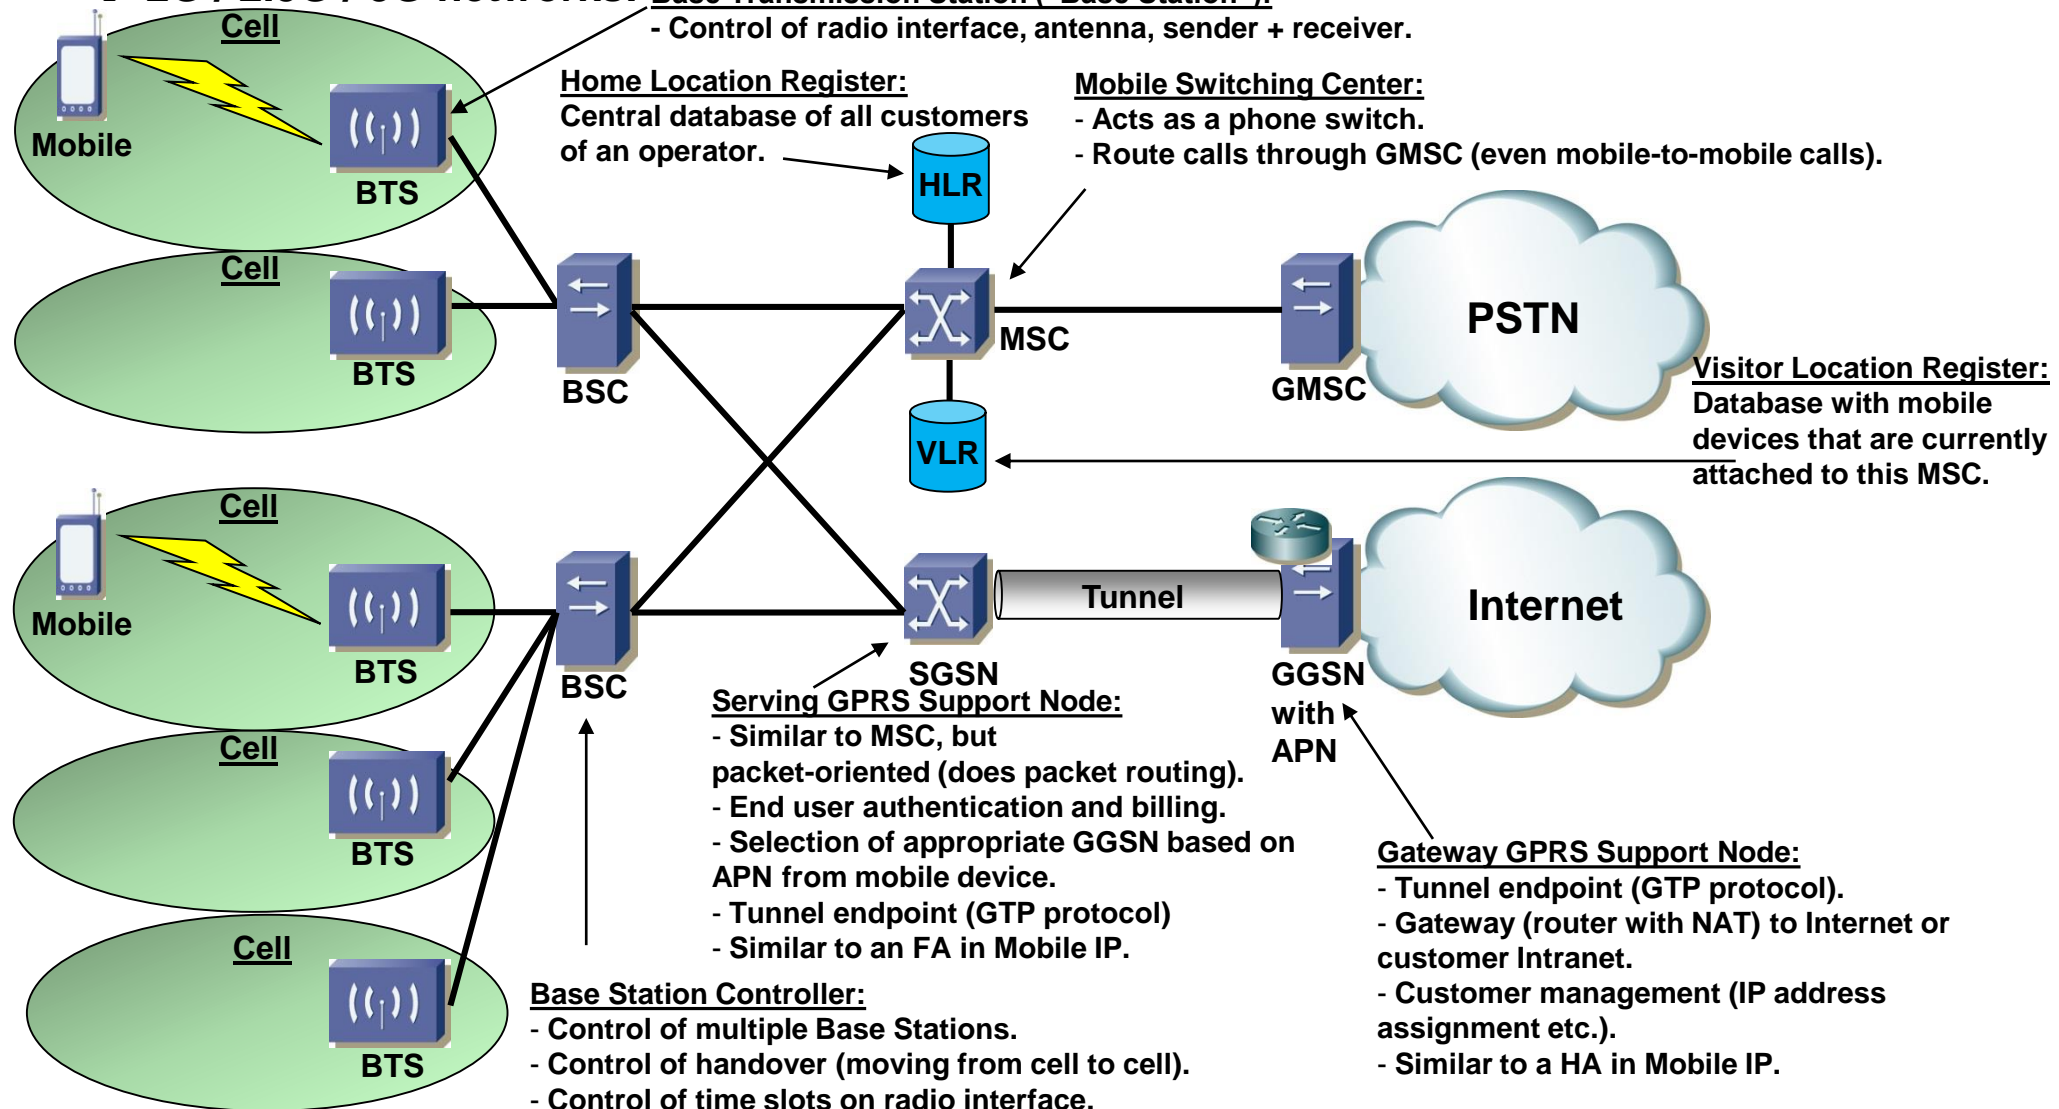 Base Transmission Station ("Base Station"):
- Control of radio interface, antenna, sender + receiver.
Cell
Mobile
BTS
Home Location Register:
Central database of all customers
of an operator.
HLR
Mobile Switching Center:
- Acts as a phone switch.
- Route calls through GMSC (even mobile-to-mobile calls).
Cell
BTS
BSC
MSC
GMSC
PSTN
VLR
Visitor Location Register:
Database with mobile
devices that are currently
attached to this MSC.
Cell
Mobile
BTS
BSC
SGSN
Tunnel
GGSN
with
APN
Internet
Serving GPRS Support Node:
- Similar to MSC, but
packet-oriented (does packet routing).
- End user authentication and billing.
- Selection of appropriate GGSN based on
APN from mobile device.
- Tunnel endpoint (GTP protocol)
- Similar to an FA in Mobile IP.
Cell
BTS
Cell
BTS
Gateway GPRS Support Node:
- Tunnel endpoint (GTP protocol).
- Gateway (router with NAT) to Internet or
customer Intranet.
- Customer management (IP address
assignment etc.).
- Similar to a HA in Mobile IP.
Base Station Controller:
- Control of multiple Base Stations.
- Control of handover (moving from cell to cell).
- Control of time slots on radio interface.